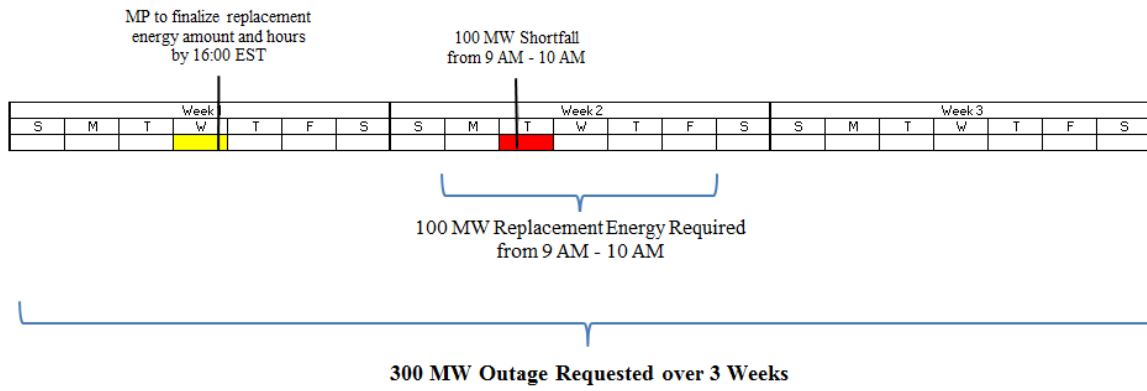 MP to finalize replacement
energy amount and hours
by 16:00 EST
100 MW Shortfall
from 9 AM - 10 AM
Week 1 Week 2 Week 3
S M T W T F S S M T W T F S S M T W T F S
100 MW Replacement Energy Required
from 9 AM - 10 AM
300 MW Outage Requested over 3 Weeks